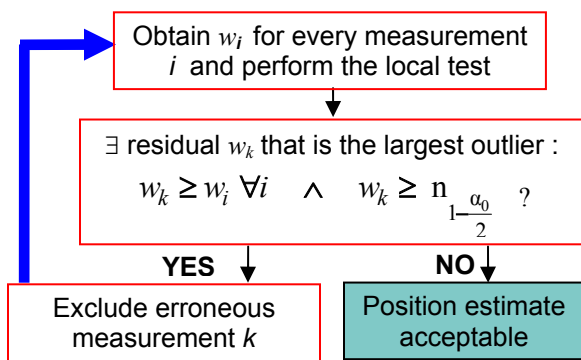 Obtain wᵢ for every measurement
i and perform the local test
∃ residual wₖ that is the largest outlier :
wₖ ≥ wᵢ ∀i ∧ wₖ ≥ n₁₋α₀/₂ ?
YES NO
Exclude erroneous
measurement k
Position estimate
acceptable